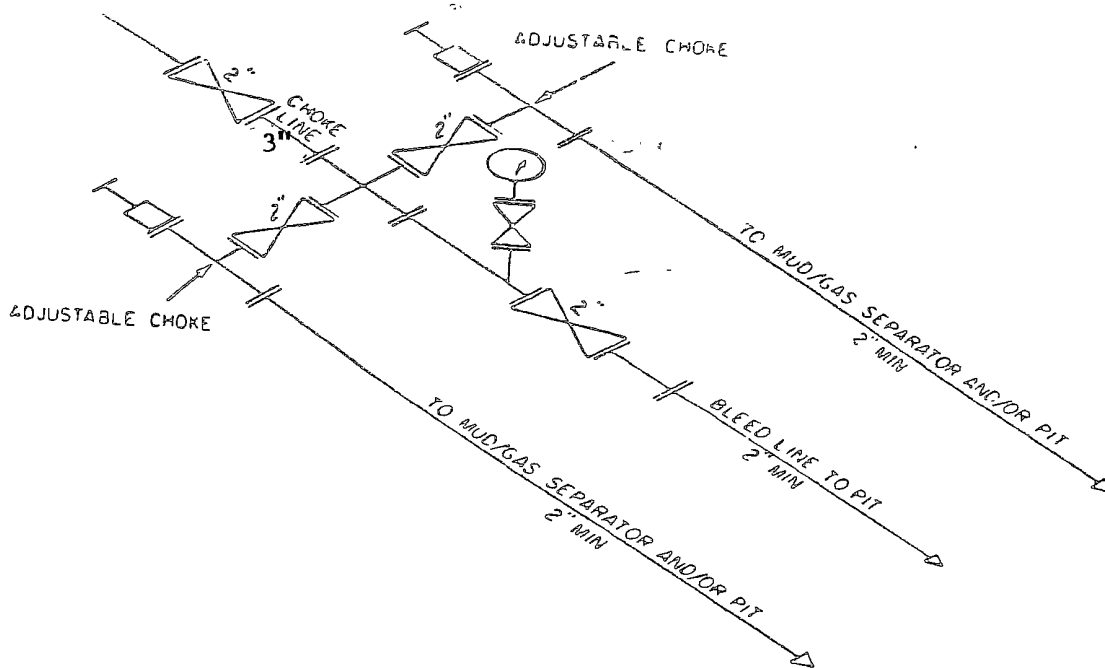 ADJUSTABLE CHOKE
2"
CHOKE
LINE
3"
2"
2"
ADJUSTABLE CHOKE
2"
TO MUD/GAS SEPARATOR AND/OR PIT
2" MIN
BLEED LINE TO PIT
2" MIN
TO MUD/GAS SEPARATOR AND/OR PIT
2" MIN